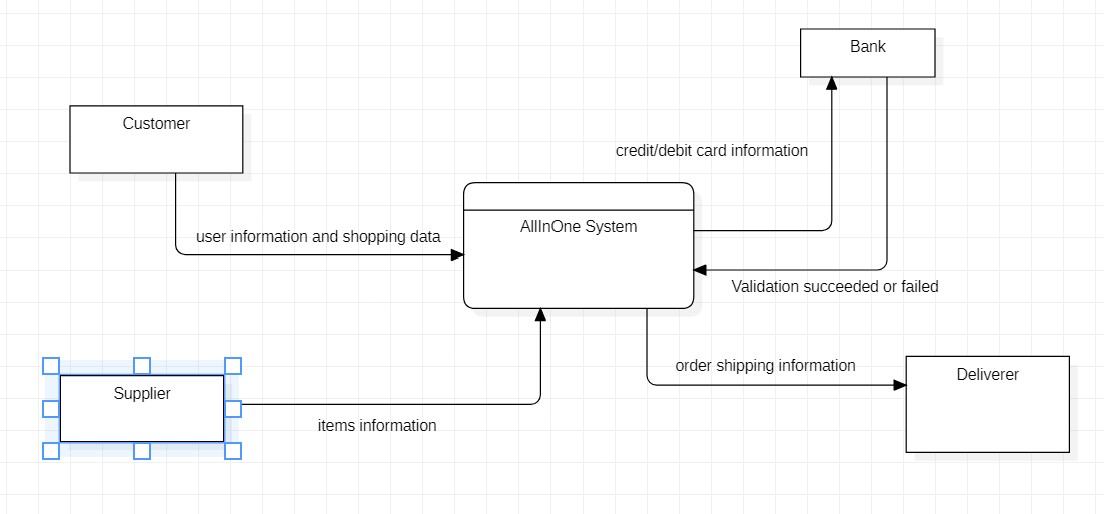 Bank
Customer
credit/debit card information
AllInOne System
user information and shopping data
Validation succeeded or failed
order shipping information
Deliverer
Supplier
items information